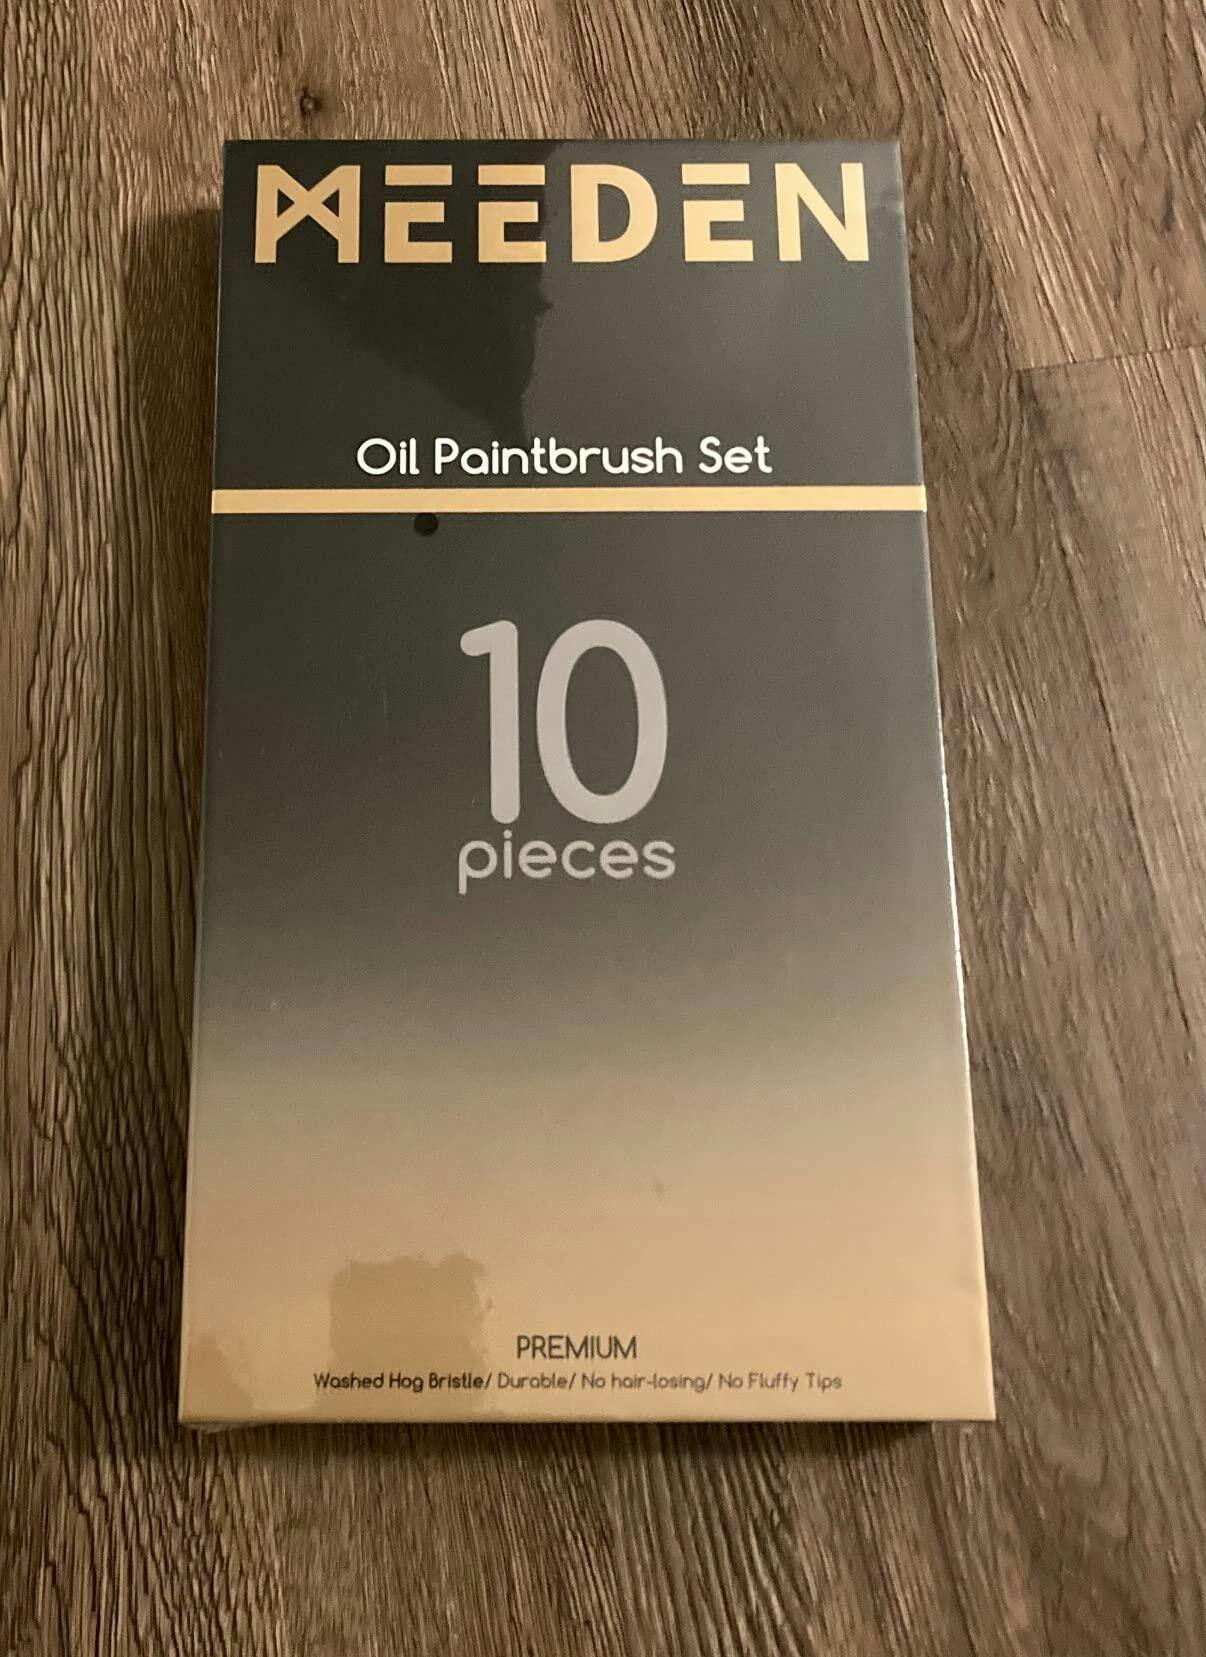 MEEDEN
Oil Paintbrush Set
10
pieces
PREMIUM
Washed Hog Bristle/ Durable/ No hair-losing/ No Fluffy Tips